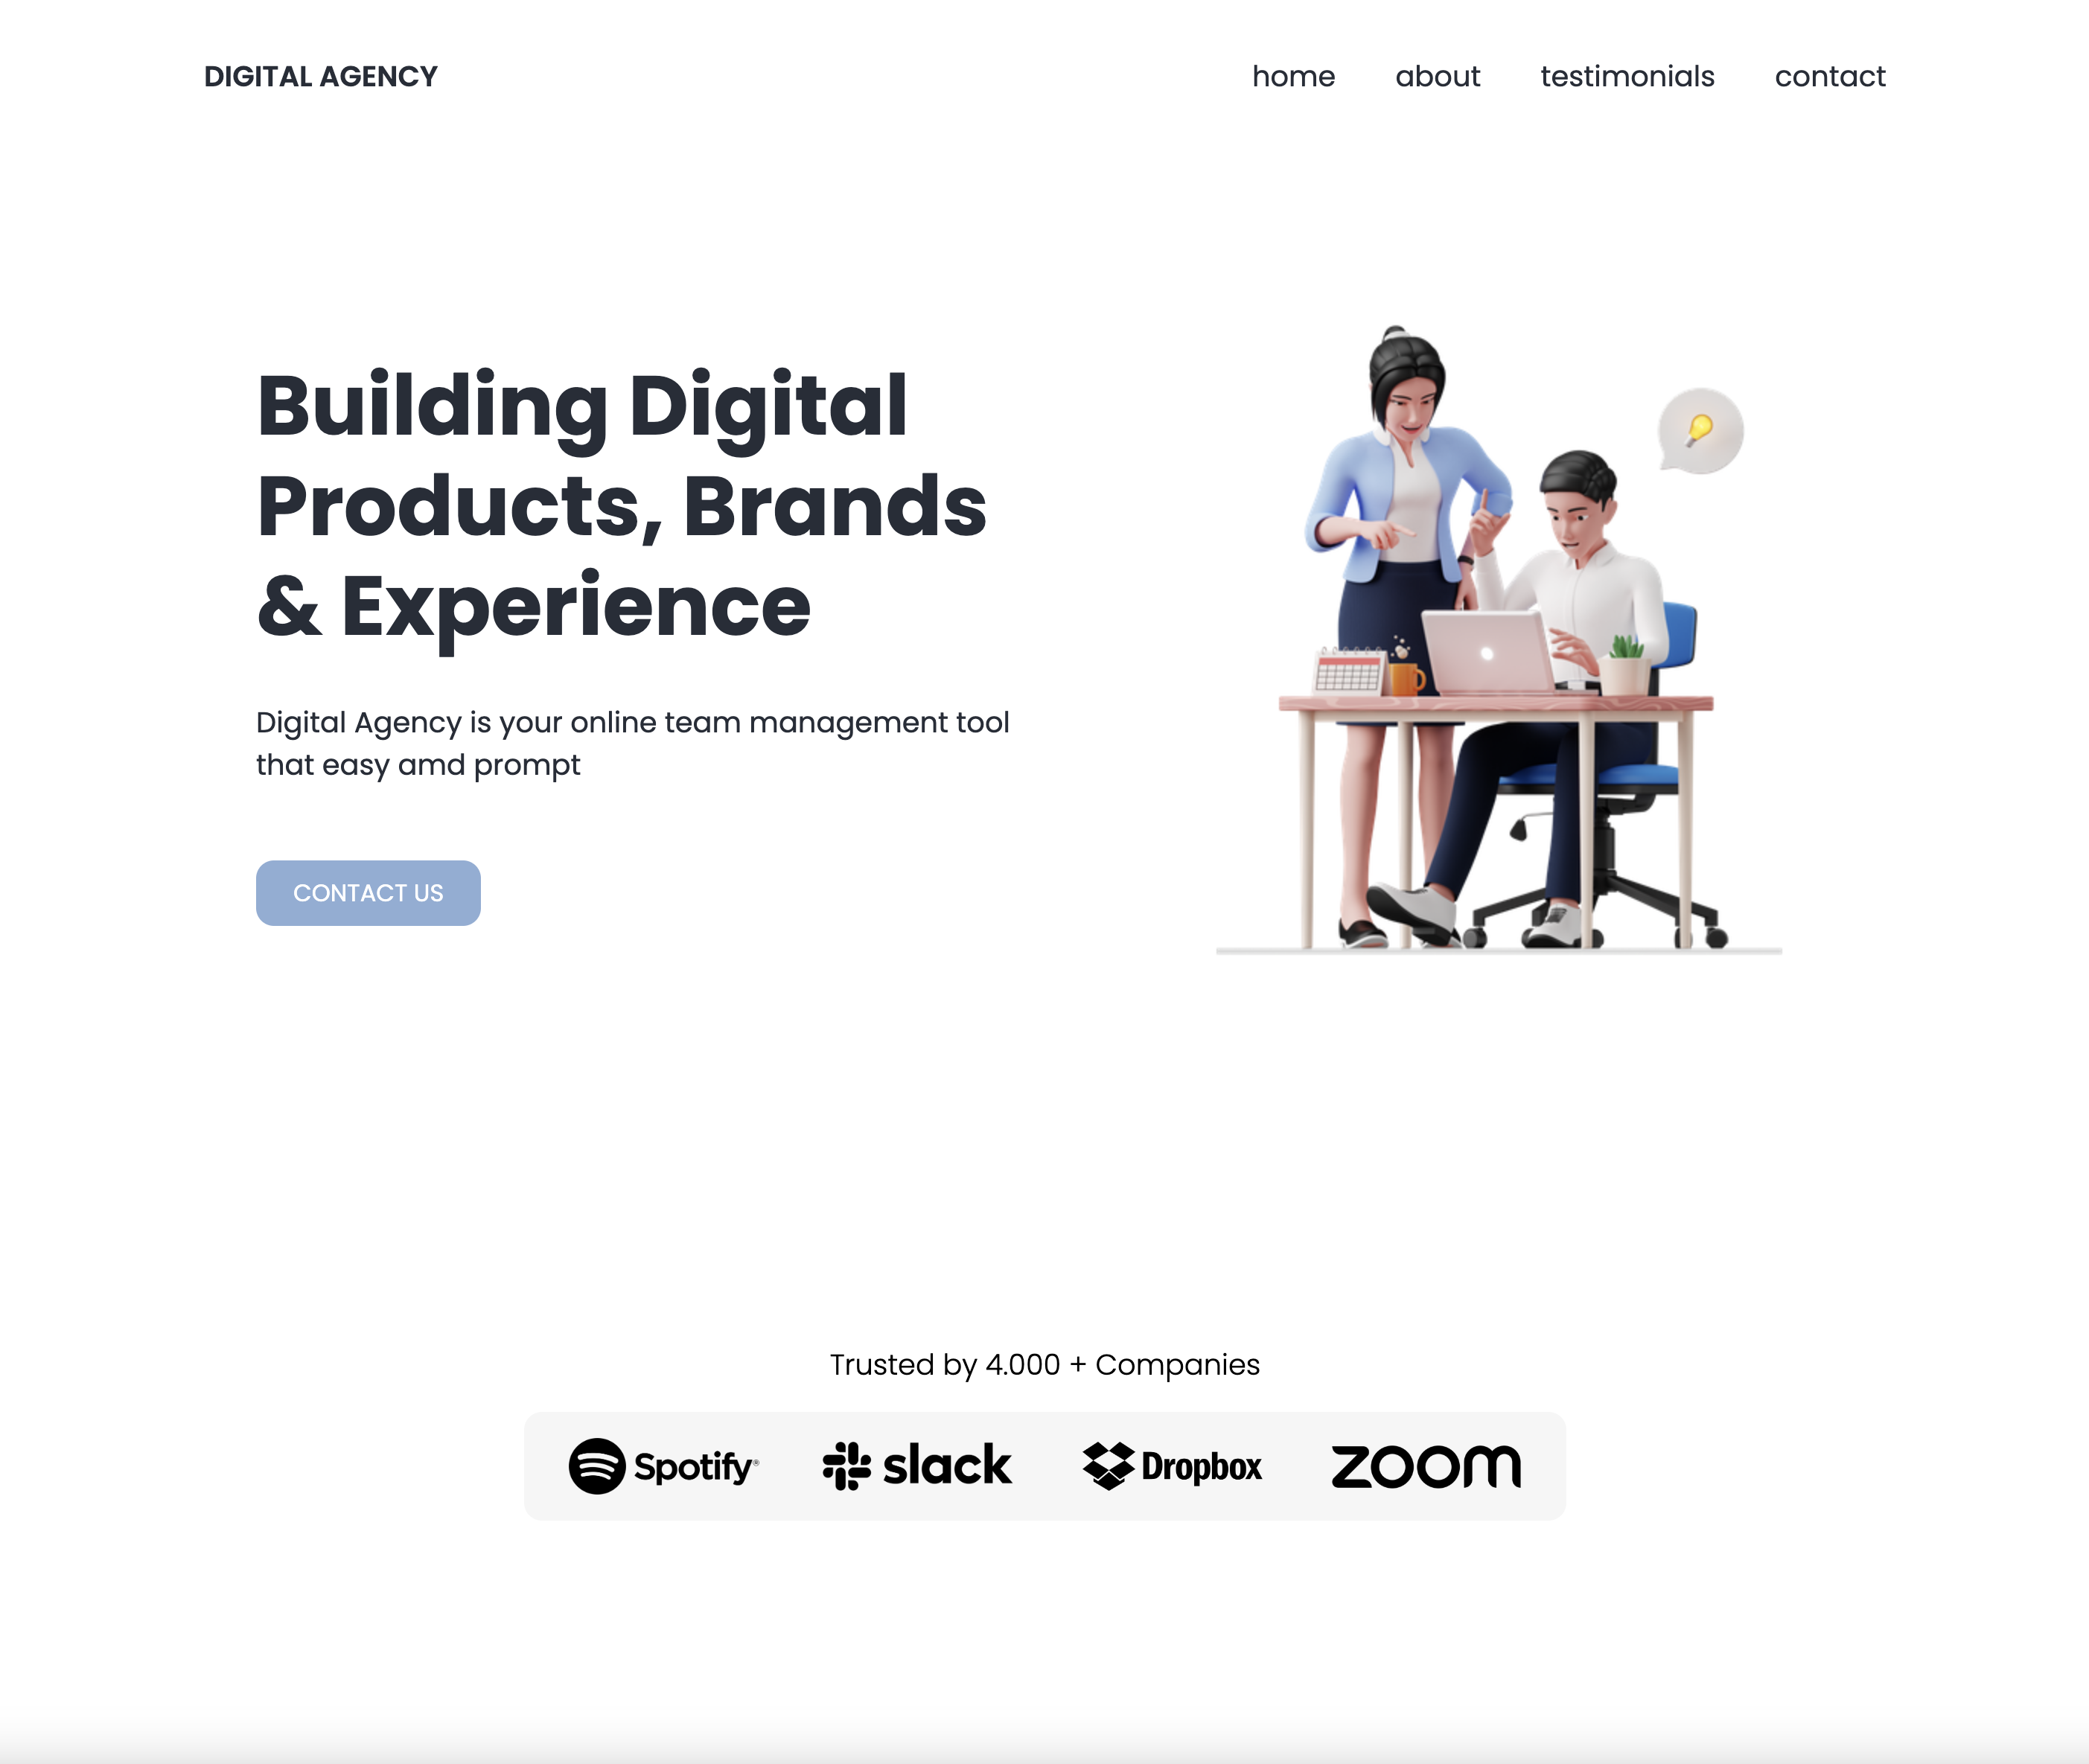 DIGITAL AGENCY
home about testimonials contact
Building Digital
Products, Brands
& Experience
Digital Agency is your online team management tool
that easy amd prompt
CONTACT US
Trusted by 4.000 + Companies
Spotify® slack Dropbox zoom